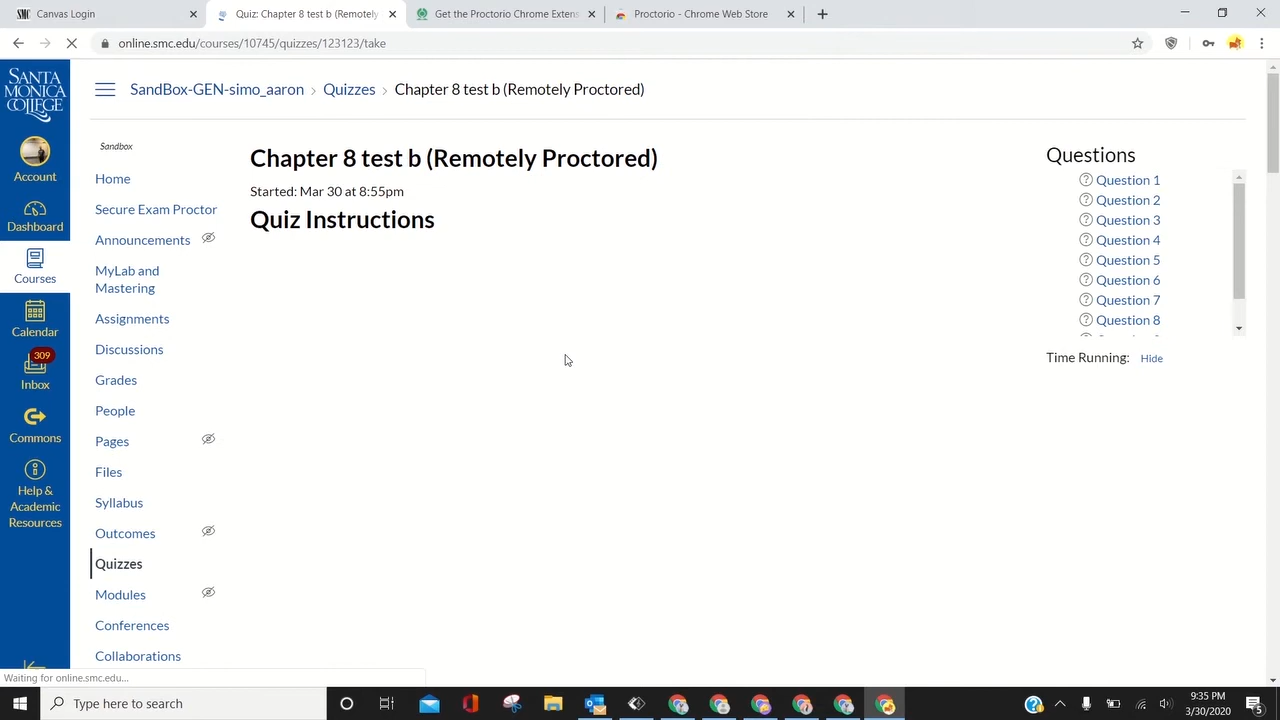 Canvas Login
Quiz: Chapter 8 test b (Remotely
Get the Proctorio Chrome Extens
Proctorio - Chrome Web Store
online.smc.edu/courses/10745/quizzes/123123/take
SANTA
MONICA
COLLEGE
Account
Dashboard
Courses
Calendar
309
Inbox
Commons
Help &
Academic
Resources
SandBox-GEN-simo_aaron
Quizzes
Chapter 8 test b (Remotely Proctored)
Sandbox
Home
Secure Exam Proctor
Announcements
MyLab and
Mastering
Assignments
Discussions
Grades
People
Pages
Files
Syllabus
Outcomes
Quizzes
Modules
Conferences
Collaborations
Chapter 8 test b (Remotely Proctored)
Started: Mar 30 at 8:55pm
Quiz Instructions
Questions
Question 1
Question 2
Question 3
Question 4
Question 5
Question 6
Question 7
Question 8
Time Running: Hide
Waiting for online.smc.edu...
Type here to search
9:35 PM
3/30/2020
5